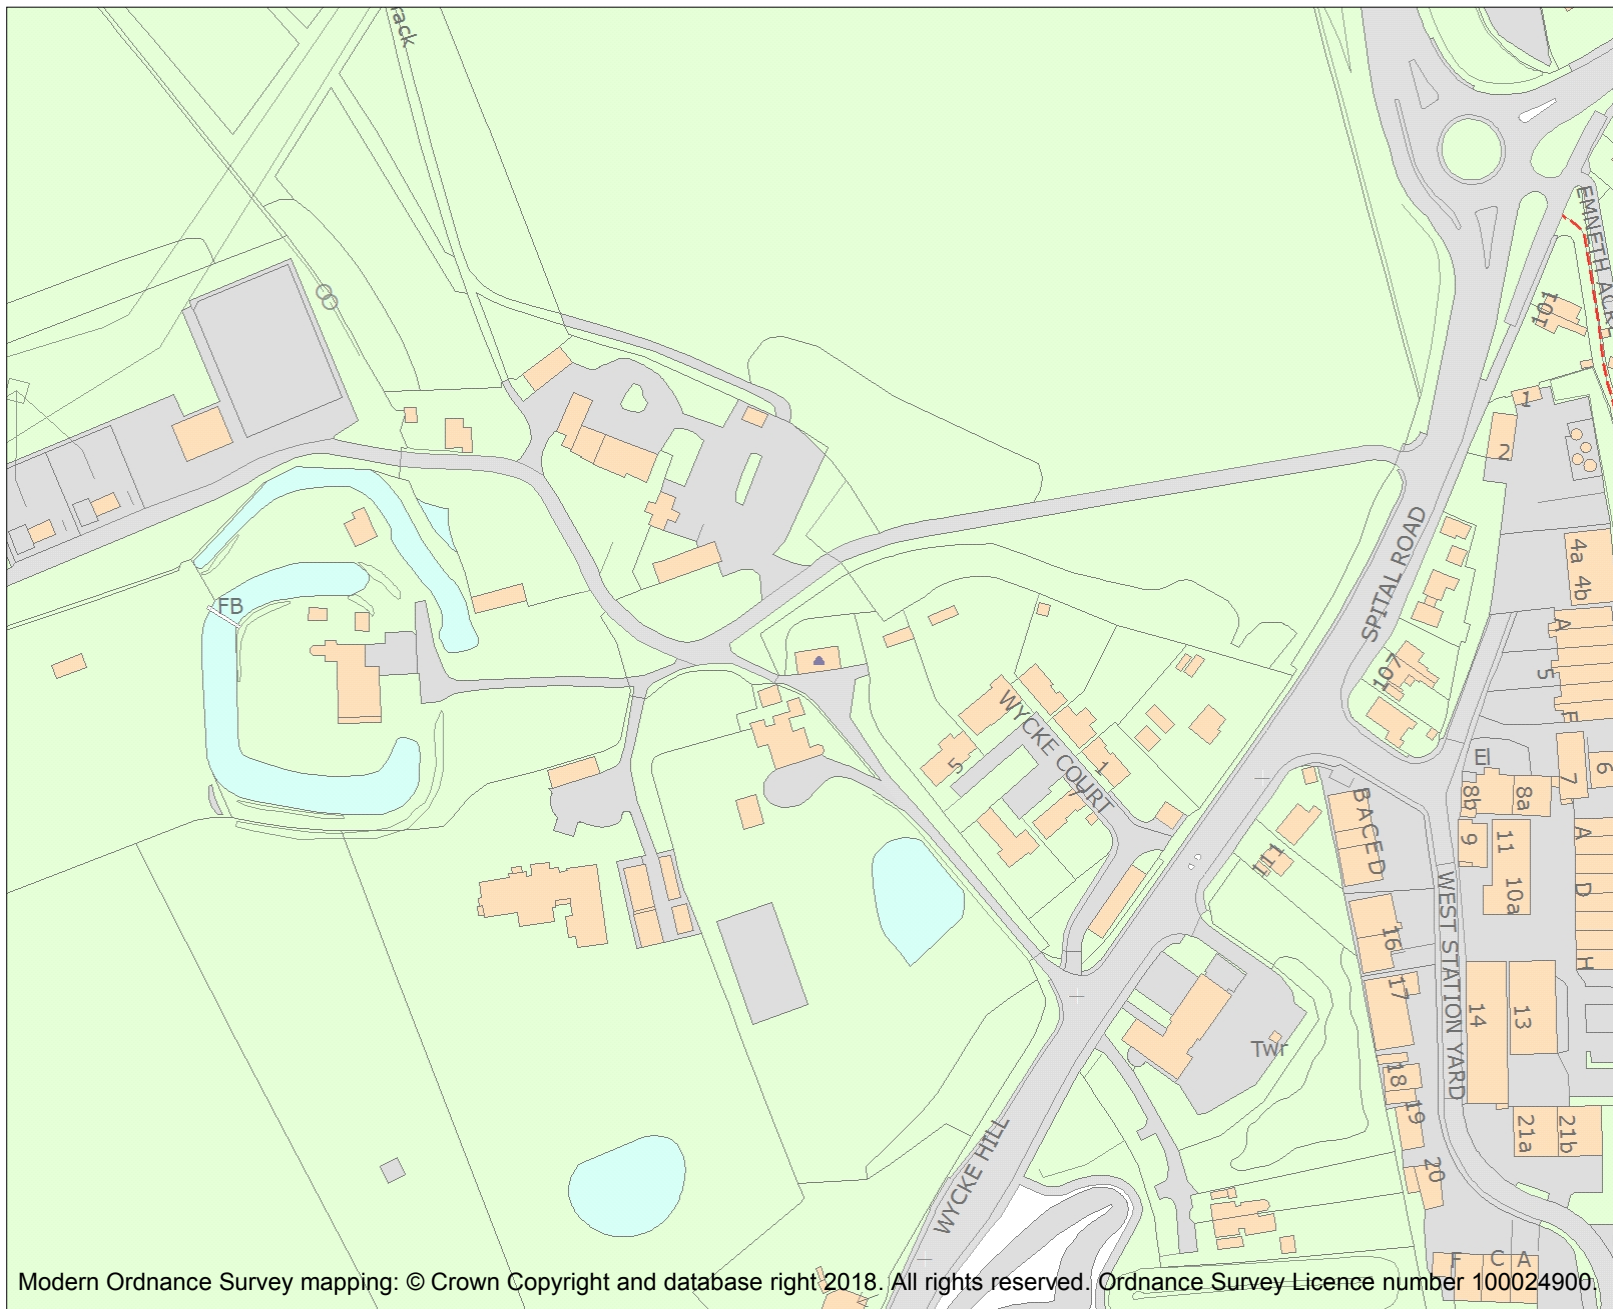 rack
EMNETH ACRE
101
1
2
4a
4b
SPITAL ROAD
A
5
F
107
FB
WYCKE COURT
5
1
7
El
6
7
8b
8a
BACED
9
11
10a
A
D
H
111
WEST STATION YARD
16
17
14
13
Twr
18
19
20
21a
21b
WYCKE HILL
F
C
A
Modern Ordnance Survey mapping: © Crown Copyright and database right 2018. All rights reserved. Ordnance Survey Licence number 100024900.